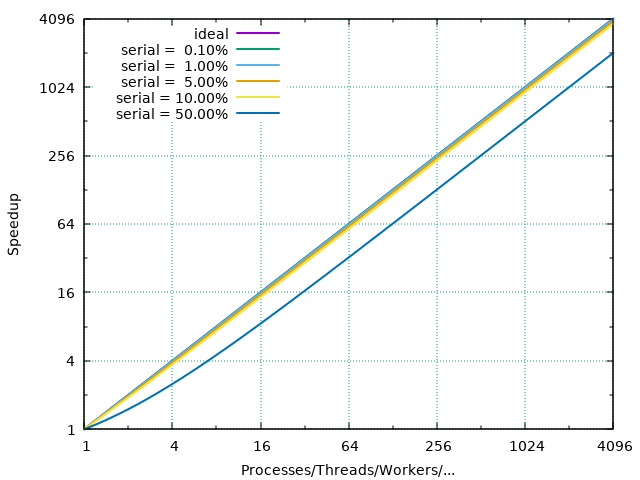 4096
1024
256
64
16
4
1
ideal
serial =  0.10%
serial =  1.00%
serial =  5.00%
serial = 10.00%
serial = 50.00%
Speedup
1 4 16 64 256 1024 4096
Processes/Threads/Workers/...